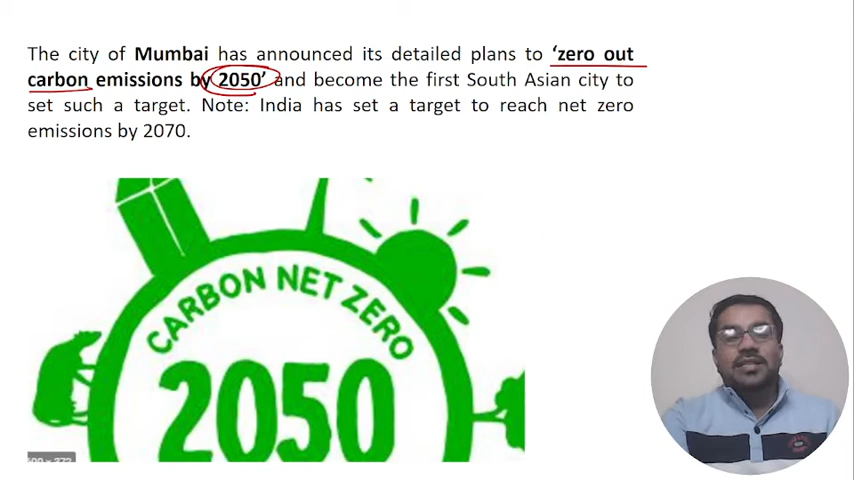 The city of Mumbai has announced its detailed plans to ‘zero out
carbon emissions by 2050’ and become the first South Asian city to
set such a target. Note: India has set a target to reach net zero
emissions by 2070.
CARBON NET ZERO
2050